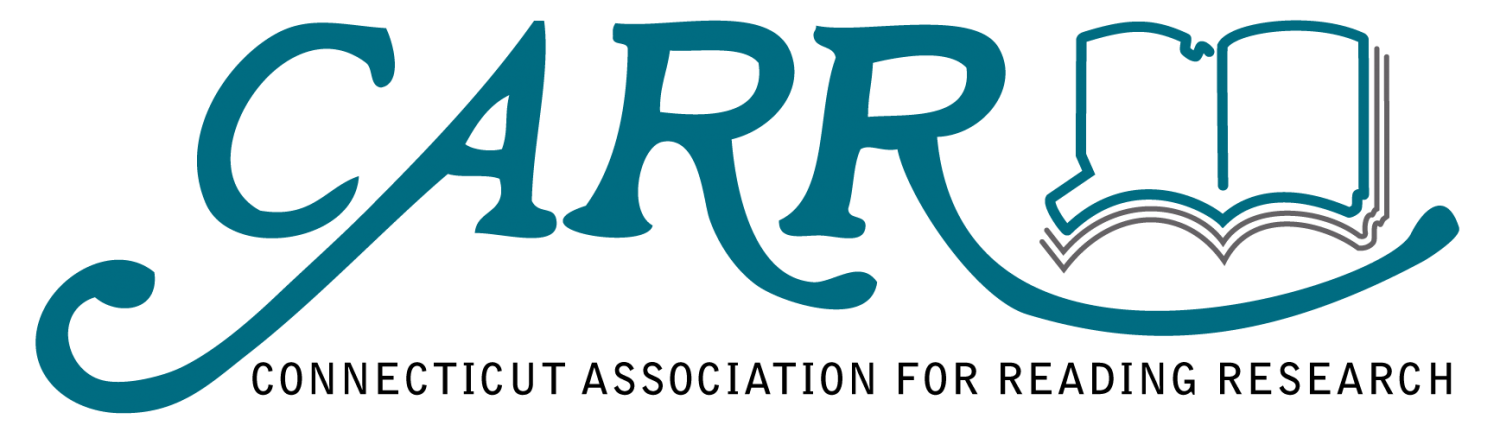 CARR
CONNECTICUT ASSOCIATION FOR READING RESEARCH